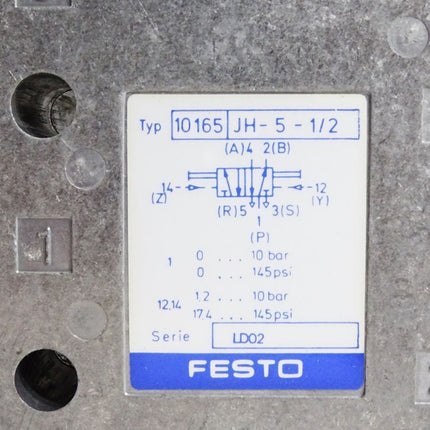 Typ 10165 JH - 5 - 1/2
(A)4 2(B)
14 12
(Z) (Y)
(R)5 3(S)
1
(P)
1 0 ... 10 bar
0 ... 145 psi
12,14 1,2 ... 10 bar
17,4 ... 145 psi
Serie LD02
FESTO
1